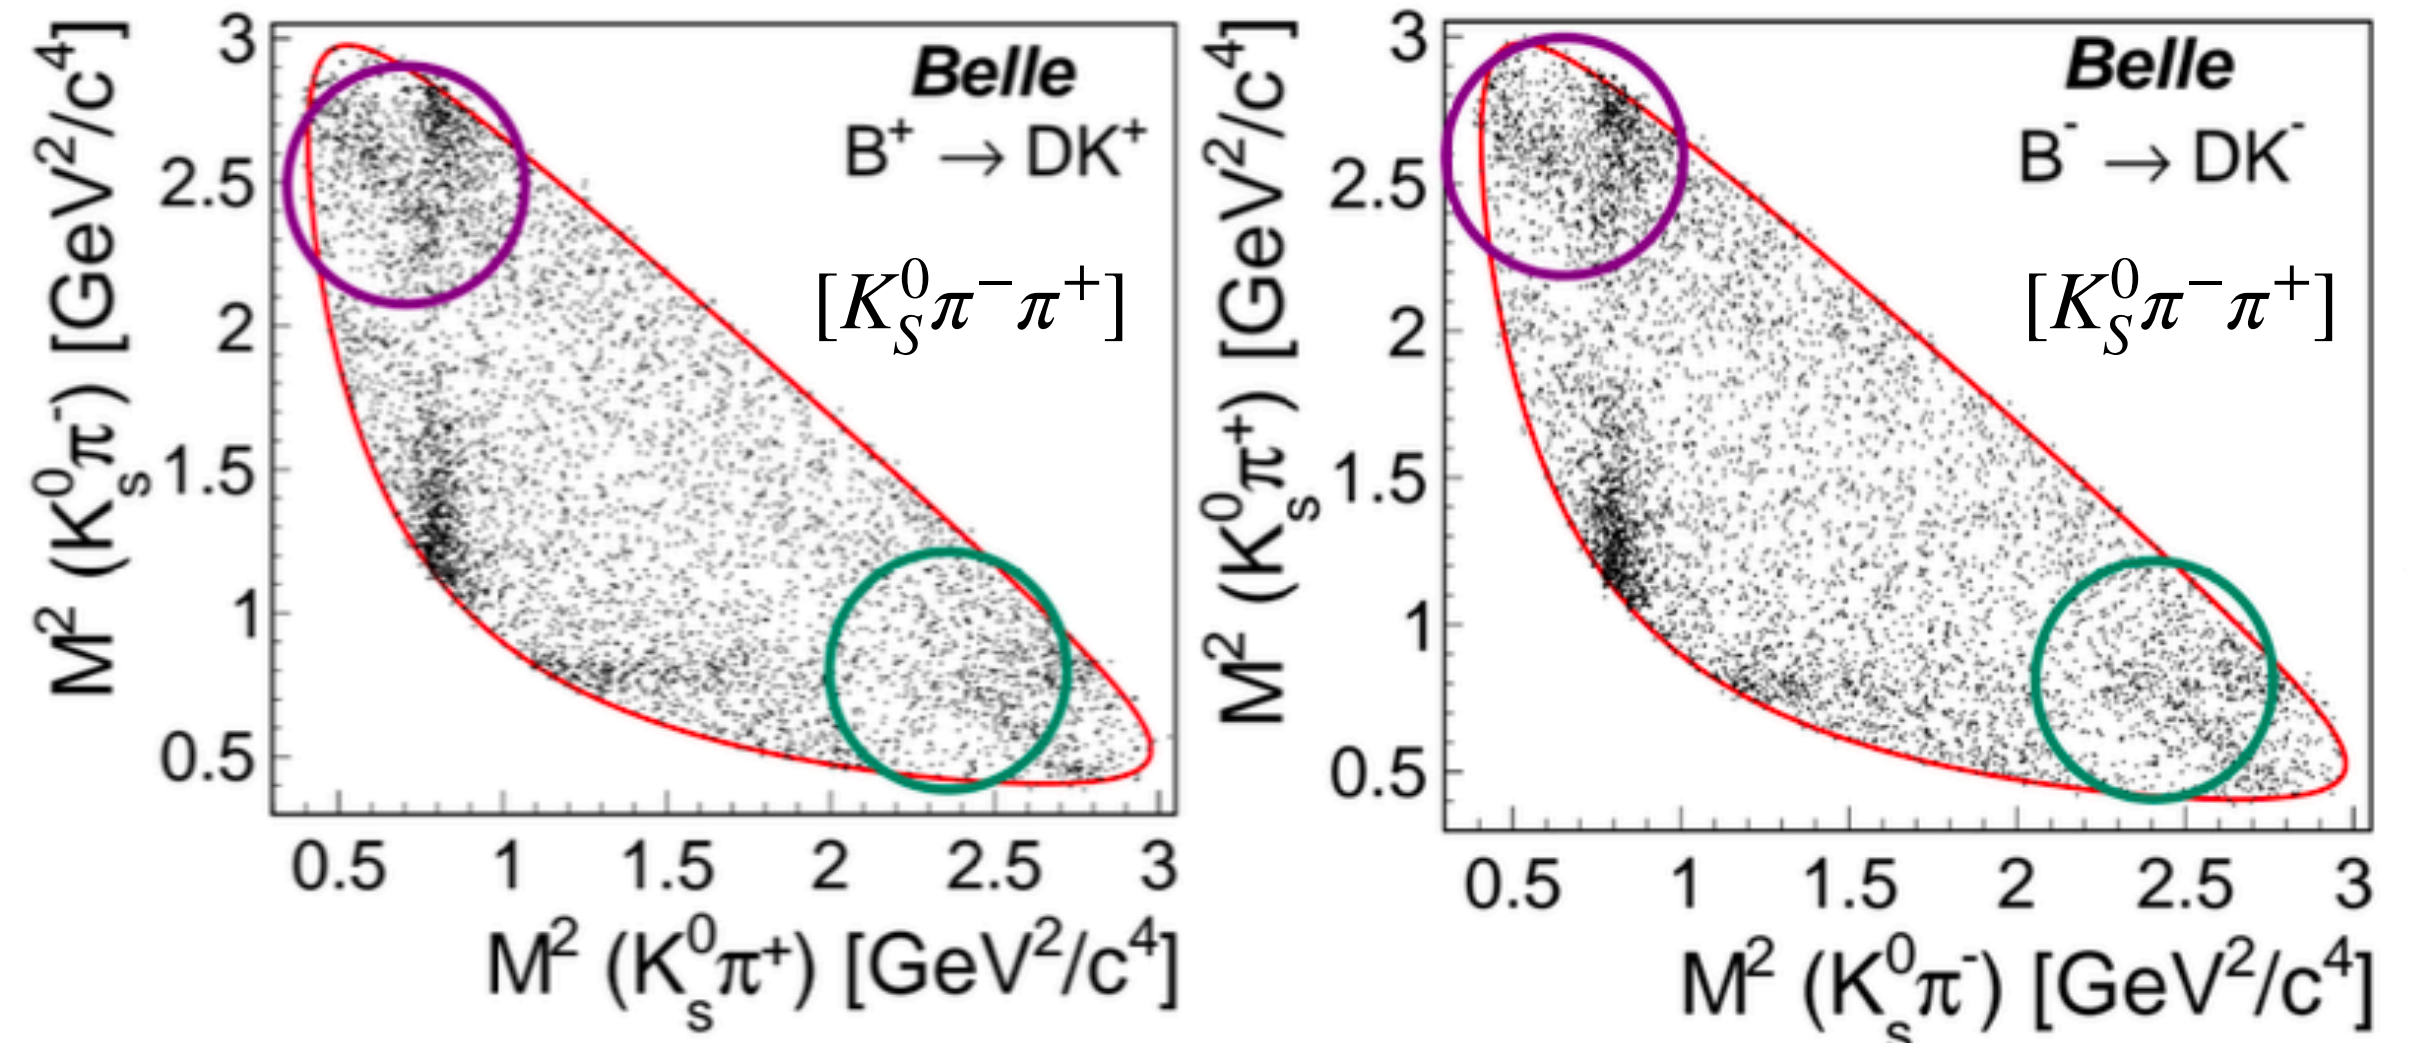 M² (K⁰ₛπ⁻) [GeV²/c⁴]
3
2.5
2
1.5
1
0.5
Belle
B⁺ → DK⁺
[K⁰_Sπ⁻π⁺]
0.5 1 1.5 2 2.5 3
M² (K⁰ₛπ⁺) [GeV²/c⁴]
M² (K⁰ₛπ⁺) [GeV²/c⁴]
3
2.5
2
1.5
1
0.5
Belle
B⁻ → DK⁻
[K⁰_Sπ⁻π⁺]
0.5 1 1.5 2 2.5 3
M² (K⁰ₛπ⁻) [GeV²/c⁴]